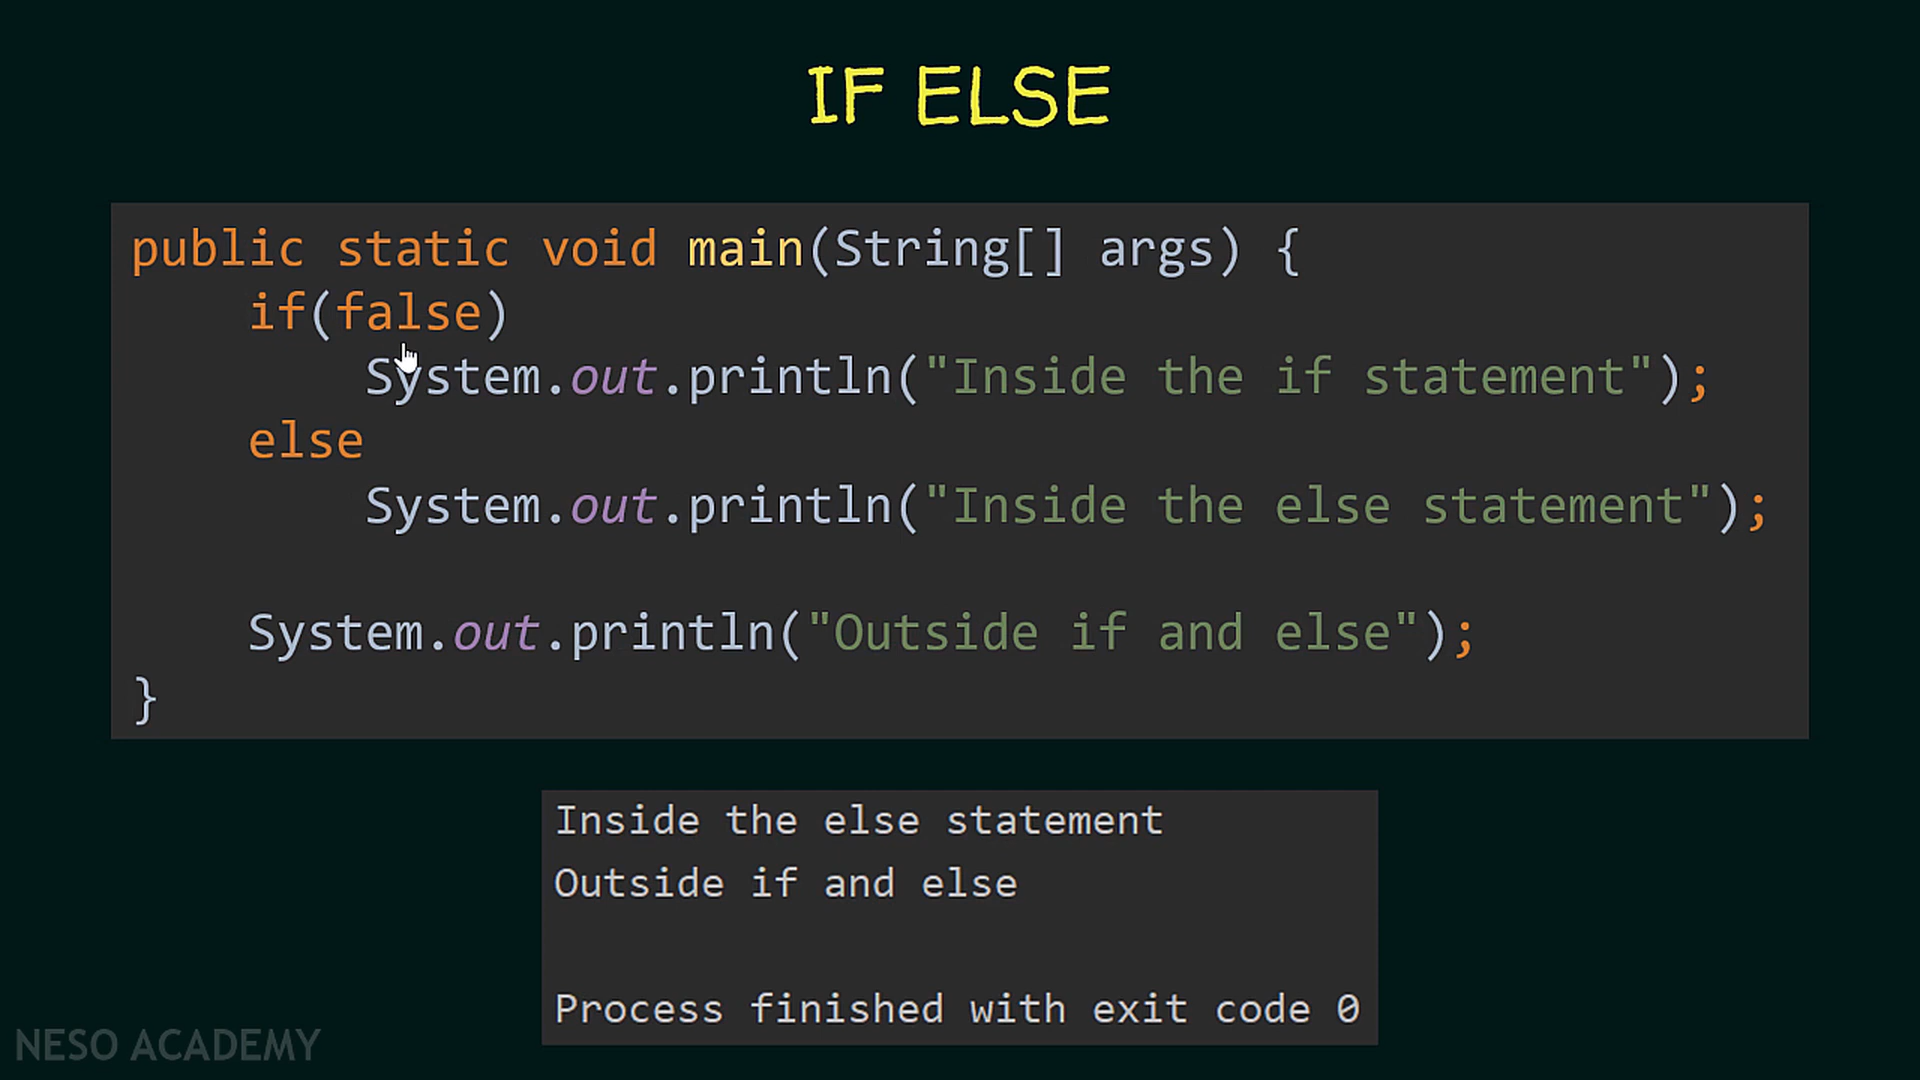 IF ELSE
public static void main(String[] args) {
    if(false)
        System.out.println("Inside the if statement");
    else
        System.out.println("Inside the else statement");

    System.out.println("Outside if and else");
}
Inside the else statement
Outside if and else

Process finished with exit code 0
NESO ACADEMY